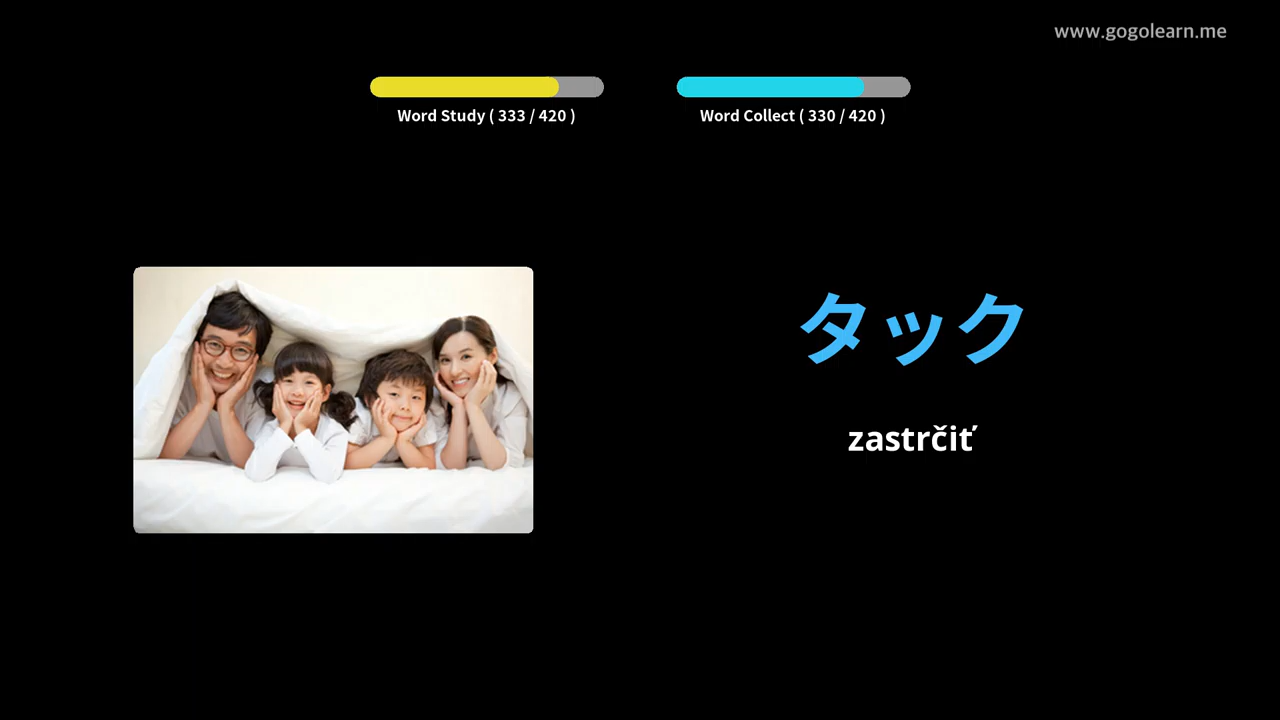 www.gogolearn.me
Word Study ( 333 / 420 )
Word Collect ( 330 / 420 )
タック
zastrčiť